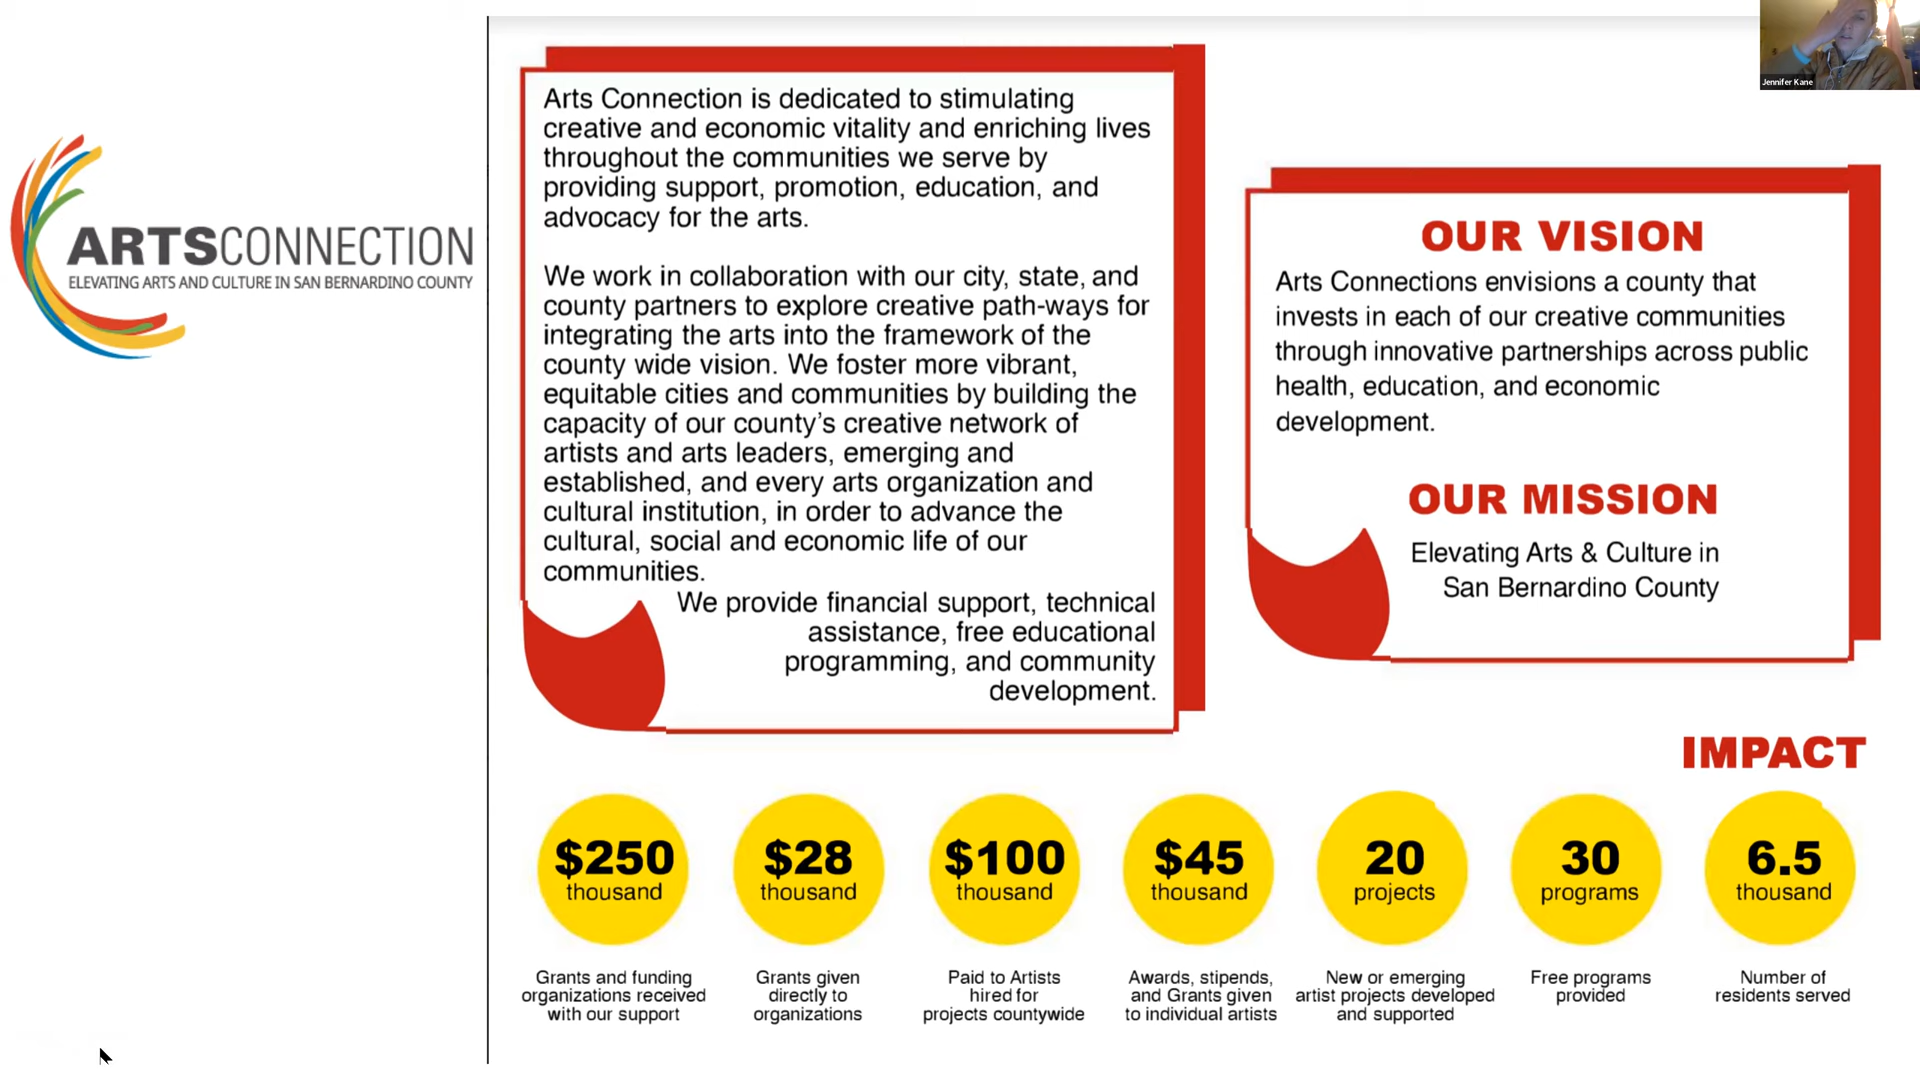 ARTSCONNECTION
ELEVATING ARTS AND CULTURE IN SAN BERNARDINO COUNTY
Arts Connection is dedicated to stimulating
creative and economic vitality and enriching lives
throughout the communities we serve by
providing support, promotion, education, and
advocacy for the arts.
We work in collaboration with our city, state, and
county partners to explore creative path-ways for
integrating the arts into the framework of the
county wide vision. We foster more vibrant,
equitable cities and communities by building the
capacity of our county’s creative network of
artists and arts leaders, emerging and
established, and every arts organization and
cultural institution, in order to advance the
cultural, social and economic life of our
communities.
We provide financial support, technical
assistance, free educational
programming, and community
development.
Jennifer Kane
OUR VISION
Arts Connections envisions a county that
invests in each of our creative communities
through innovative partnerships across public
health, education, and economic
development.
OUR MISSION
Elevating Arts & Culture in
San Bernardino County
IMPACT
$250
thousand
Grants and funding
organizations received
with our support
$28
thousand
Grants given
directly to
organizations
$100
thousand
Paid to Artists
hired for
projects countywide
$45
thousand
Awards, stipends,
and Grants given
to individual artists
20
projects
New or emerging
artist projects developed
and supported
30
programs
Free programs
provided
6.5
thousand
Number of
residents served